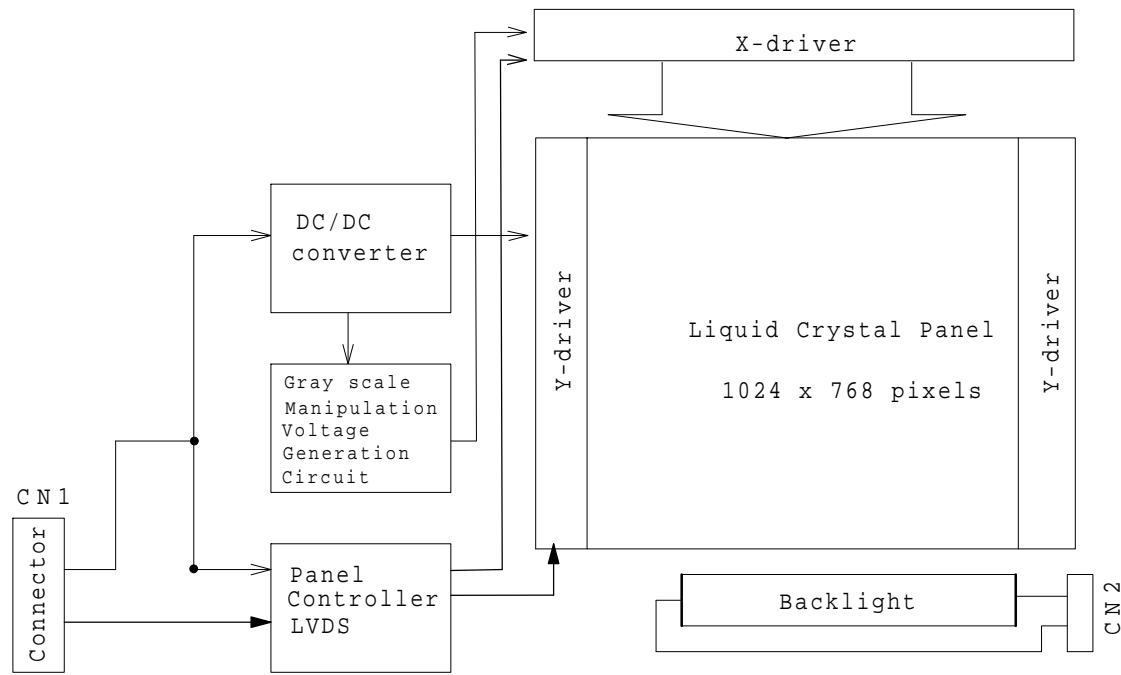 X-driver
DC/DC
converter
Y-driver
Liquid Crystal Panel
1024 x 768 pixels
Y-driver
Gray scale
Manipulation
Voltage
Generation
Circuit
CN1
Connector
Panel
Controller
LVDS
Backlight
CN2